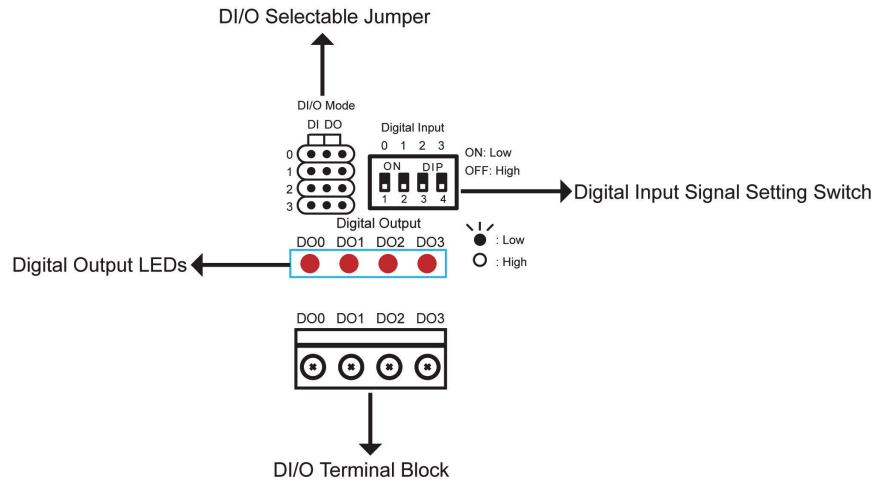 DI/O Selectable Jumper
DI/O Mode
DI DO
Digital Input
0 1 2 3
ON: Low
OFF: High
0
1
2
3
ON DIP
1 2 3 4
Digital Input Signal Setting Switch
Digital Output
DO0 DO1 DO2 DO3
: Low
: High
Digital Output LEDs
DO0 DO1 DO2 DO3
DI/O Terminal Block